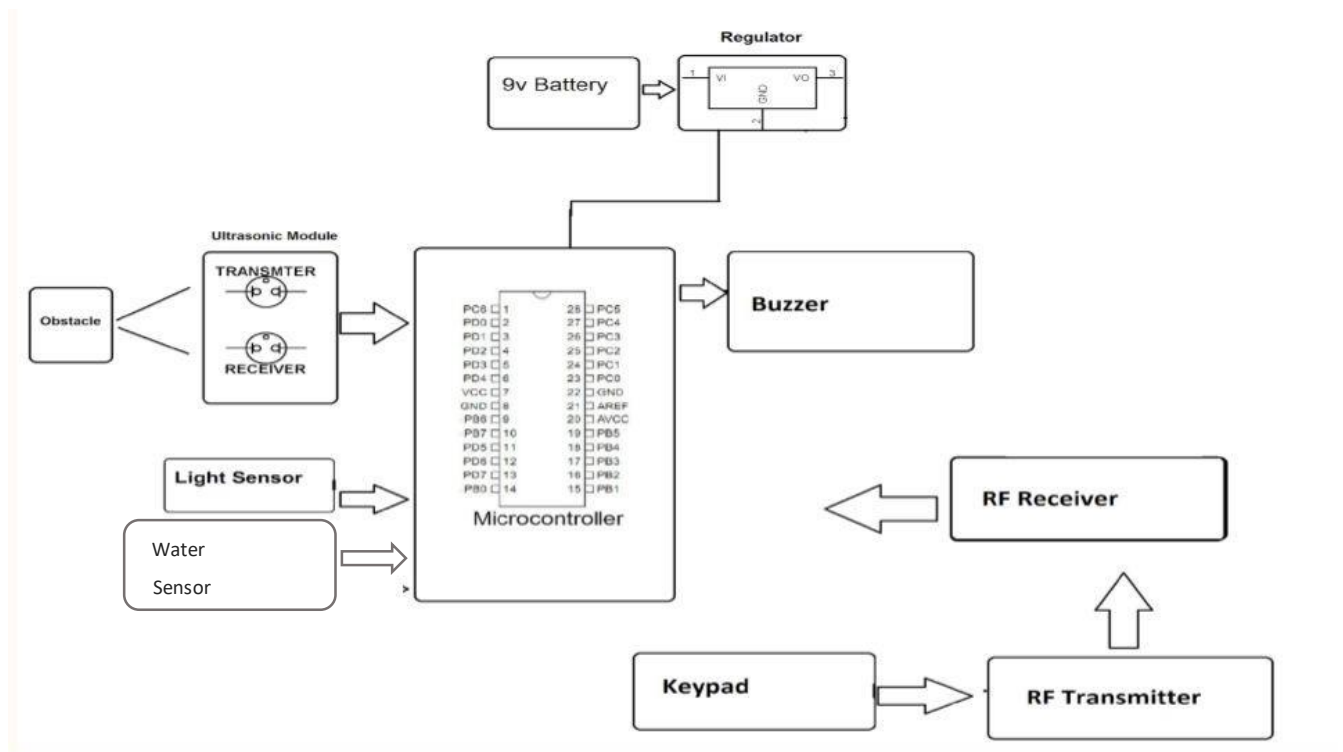 Regulator
9v Battery
1
VI
VO
3
GND
2
Ultrasonic Module
TRANSMTER
RECEIVER
Obstacle
Buzzer
PC6 1 28 PC5
PD0 2 27 PC4
PD1 3 26 PC3
PD2 4 25 PC2
PD3 5 24 PC1
PD4 6 23 PC0
VCC 7 22 GND
GND 8 21 AREF
PB6 9 20 AVCC
PB7 10 19 PB5
PD5 11 18 PB4
PD6 12 17 PB3
PD7 13 16 PB2
PB0 14 15 PB1
Microcontroller
Light Sensor
Water
Sensor
RF Receiver
Keypad
RF Transmitter